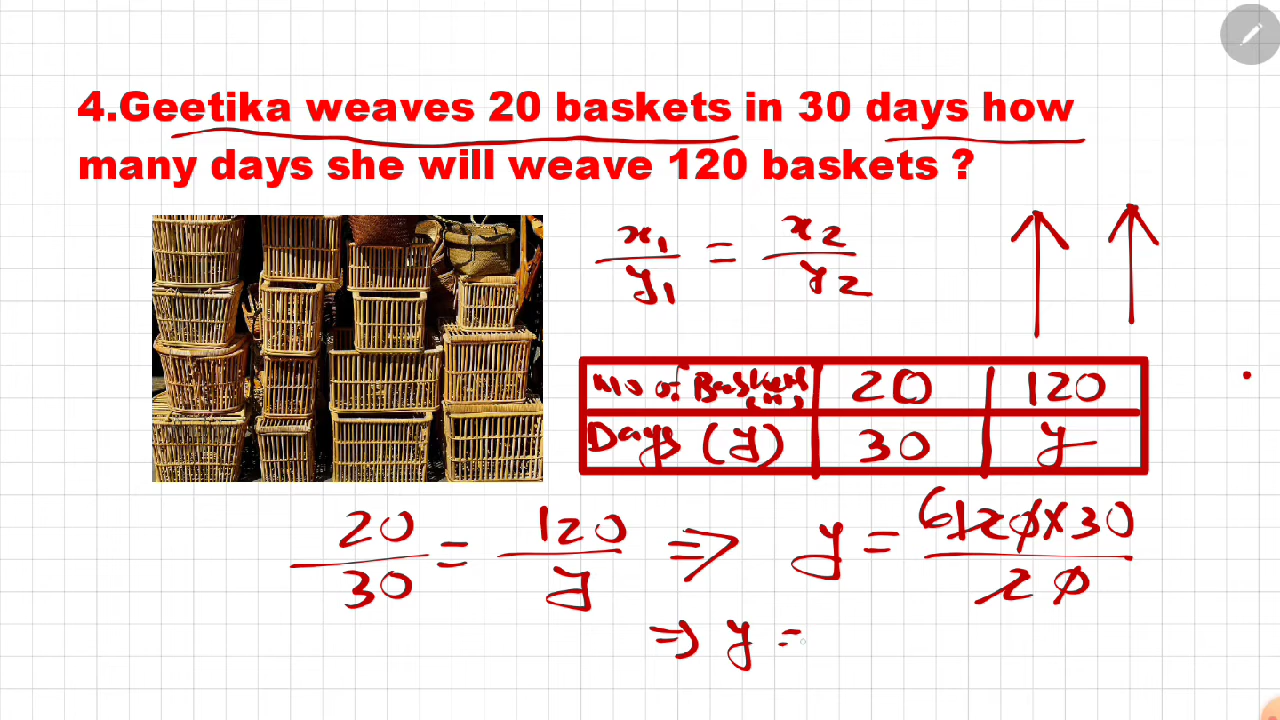 4.Geetika weaves 20 baskets in 30 days how
many days she will weave 120 baskets ?
x₁/y₁ = x₂/y₂
No of Baskets (x) 20 120
Days (y) 30 y
20/30 = 120/y ⇒ y = 6 120 × 30 / 20
⇒ y =